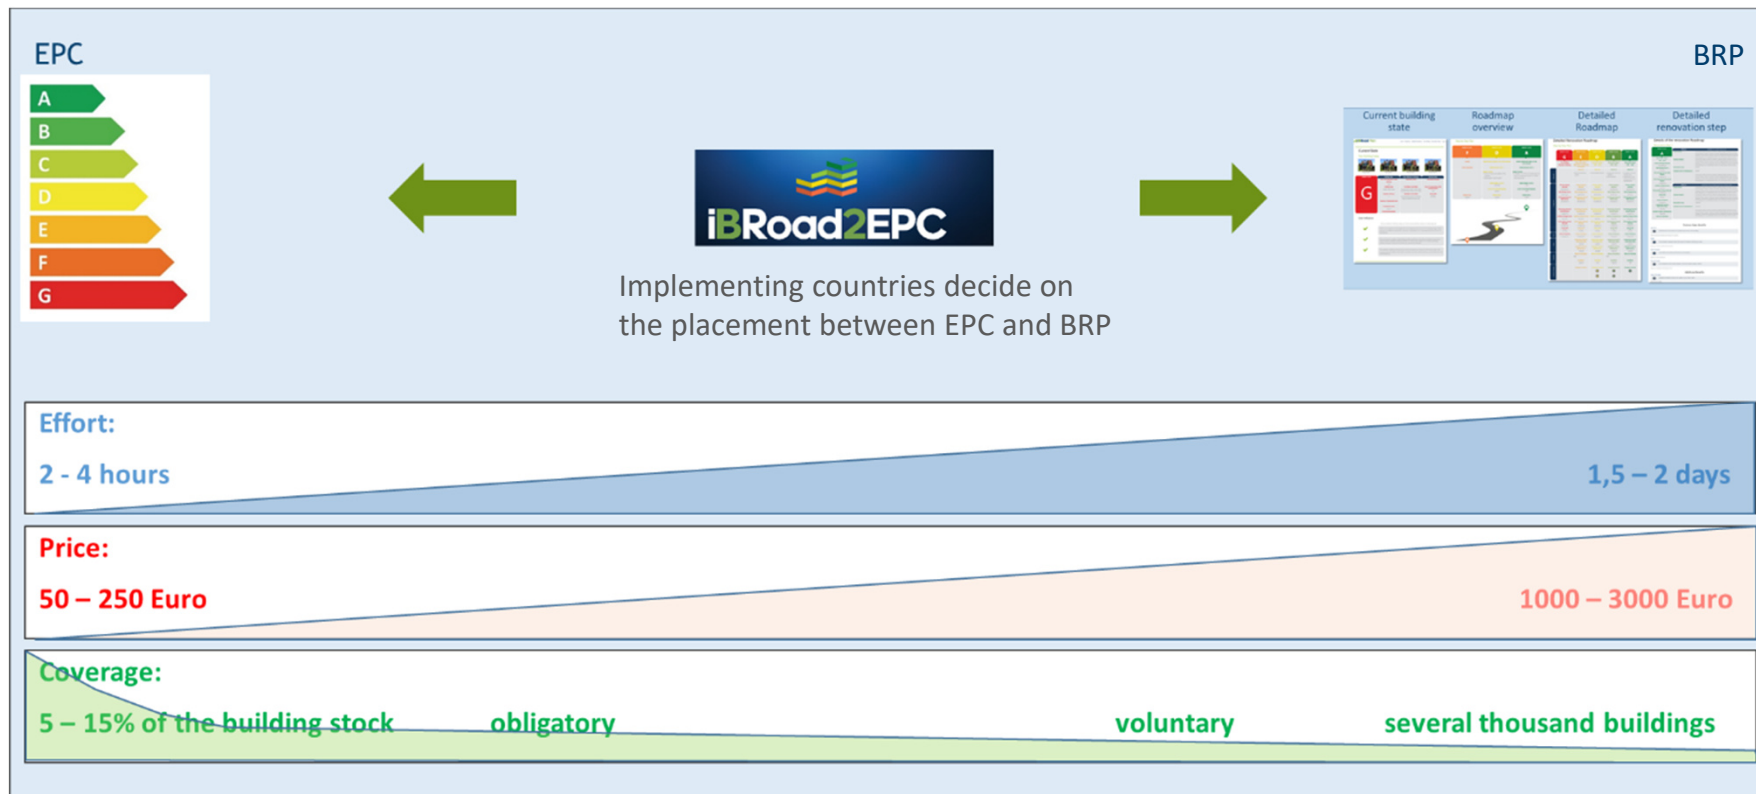 EPC
BRP
A
B
C
D
E
F
G
iBRoad2EPC
Implementing countries decide on
the placement between EPC and BRP
Current building
state
Roadmap
overview
Detailed
Roadmap
Detailed
renovation step
G
Effort:
2 - 4 hours
1,5 – 2 days
Price:
50 – 250 Euro
1000 – 3000 Euro
Coverage:
5 – 15% of the building stock
obligatory
voluntary
several thousand buildings